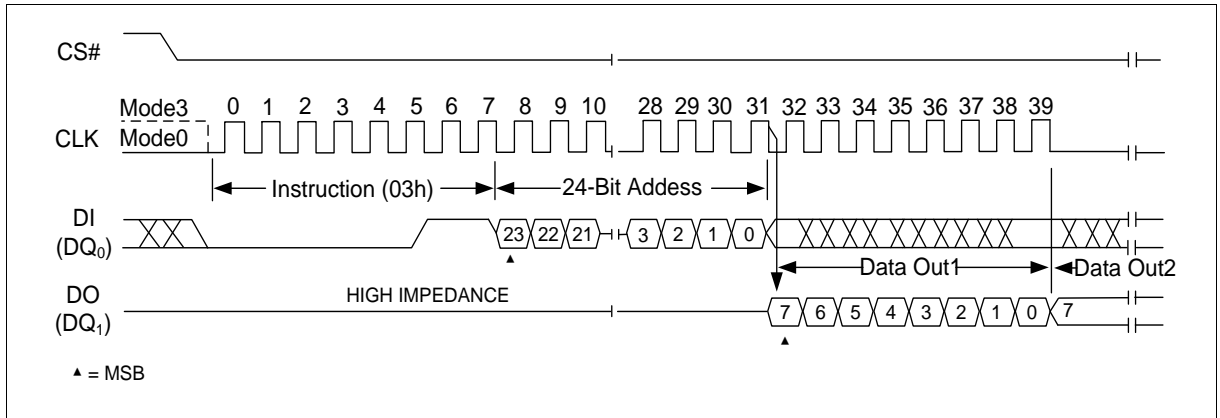 CS#
Mode3 0 1 2 3 4 5 6 7 8 9 10 28 29 30 31 32 33 34 35 36 37 38 39
CLK Mode0
Instruction (03h) 24-Bit Addess
DI
(DQ0) 23 22 21 3 2 1 0
Data Out1 Data Out2
DO HIGH IMPEDANCE
(DQ1) 7 6 5 4 3 2 1 0 7
▲ = MSB